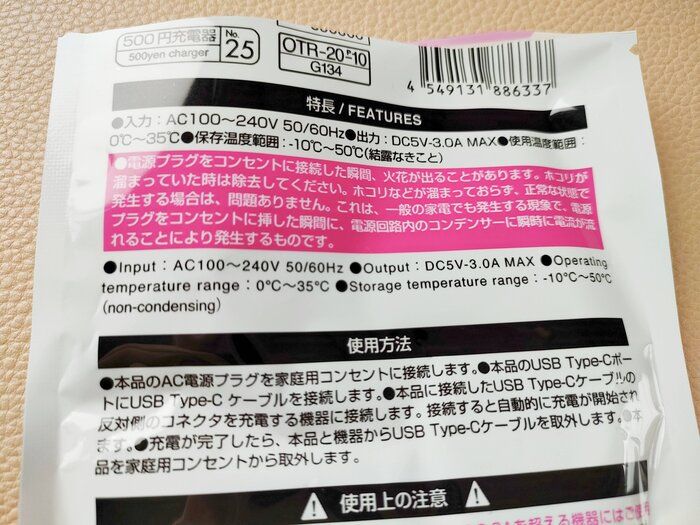 500円充電器
500yen charger
No.
25
OTR-20
10
G134
4 549131 886337
特長/FEATURES
●入力:AC100〜240V 50/60Hz●出力:DC5V-3.0A MAX●使用温度範囲:
0℃〜35℃●保存温度範囲:-10℃〜50℃(結露なきこと)
●電源プラグをコンセントに接続した瞬間、火花が出ることがあります。ホコリが
溜まっていた時は除去してください。ホコリなどが溜まっておらず、正常な状態で
発生する場合は、問題ありません。これは、一般の家電でも発生する現象で、電源
プラグをコンセントに挿した瞬間に、電源回路内のコンデンサーに瞬時に電流が流
れることにより発生するものです。
●Input:AC100〜240V 50/60Hz ●Output:DC5V-3.0A MAX ●Operating
temperature range:0℃〜35℃ ●Storage temperature range:-10℃〜50℃
(non-condensing)
使用方法
●本品のAC電源プラグを家庭用コンセントに接続します。●本品のUSB Type-Cポー
トにUSB Type-C ケーブルを接続します。●本品に接続したUSB Type-Cケーブルの
反対側のコネクタを充電する機器に接続します。接続すると自動的に充電が開始され
ます。●充電が完了したら、本品と機器からUSB Type-Cケーブルを取外します。●本
品を家庭用コンセントから取外します。
使用上の注意
を超える機器にはご使用